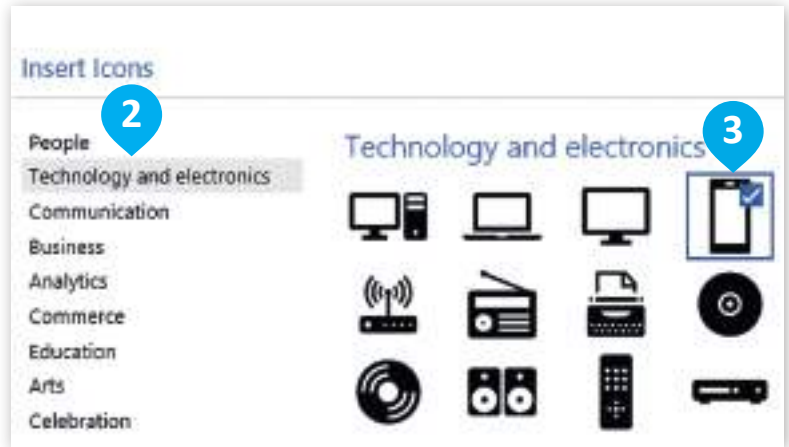 Insert Icons
2
3
People
Technology and electronics
Technology and electronics
Communication
Business
Analytics
Commerce
Education
Arts
Celebration